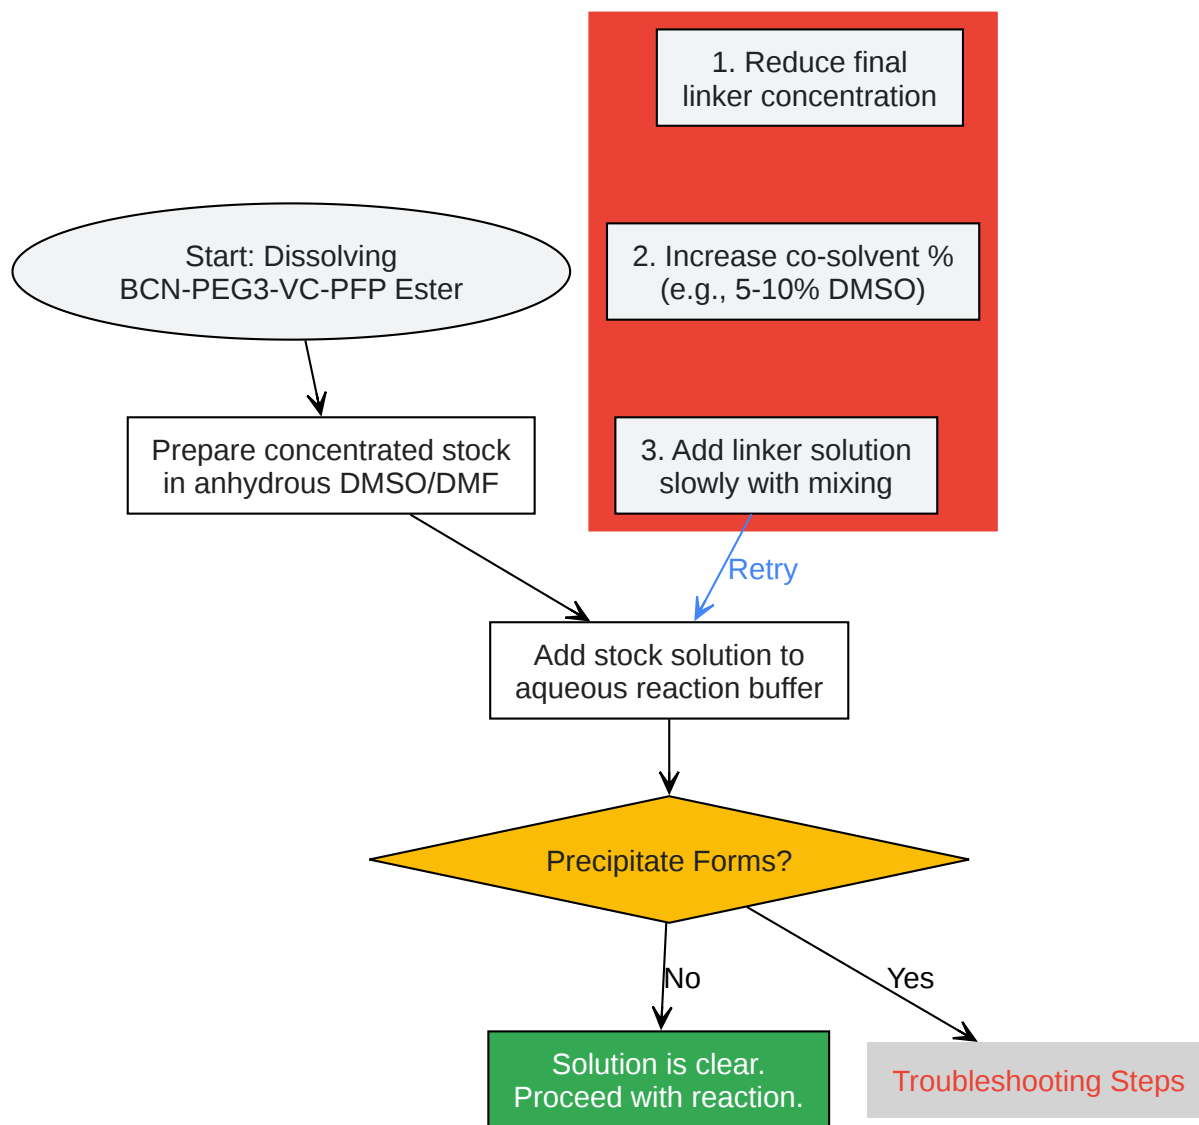 1. Reduce final
linker concentration
2. Increase co-solvent %
(e.g., 5-10% DMSO)
Start: Dissolving
BCN-PEG3-VC-PFP Ester
3. Add linker solution
slowly with mixing
Prepare concentrated stock
in anhydrous DMSO/DMF
Retry
Add stock solution to
aqueous reaction buffer
Precipitate Forms?
No
Yes
Solution is clear.
Proceed with reaction.
Troubleshooting Steps